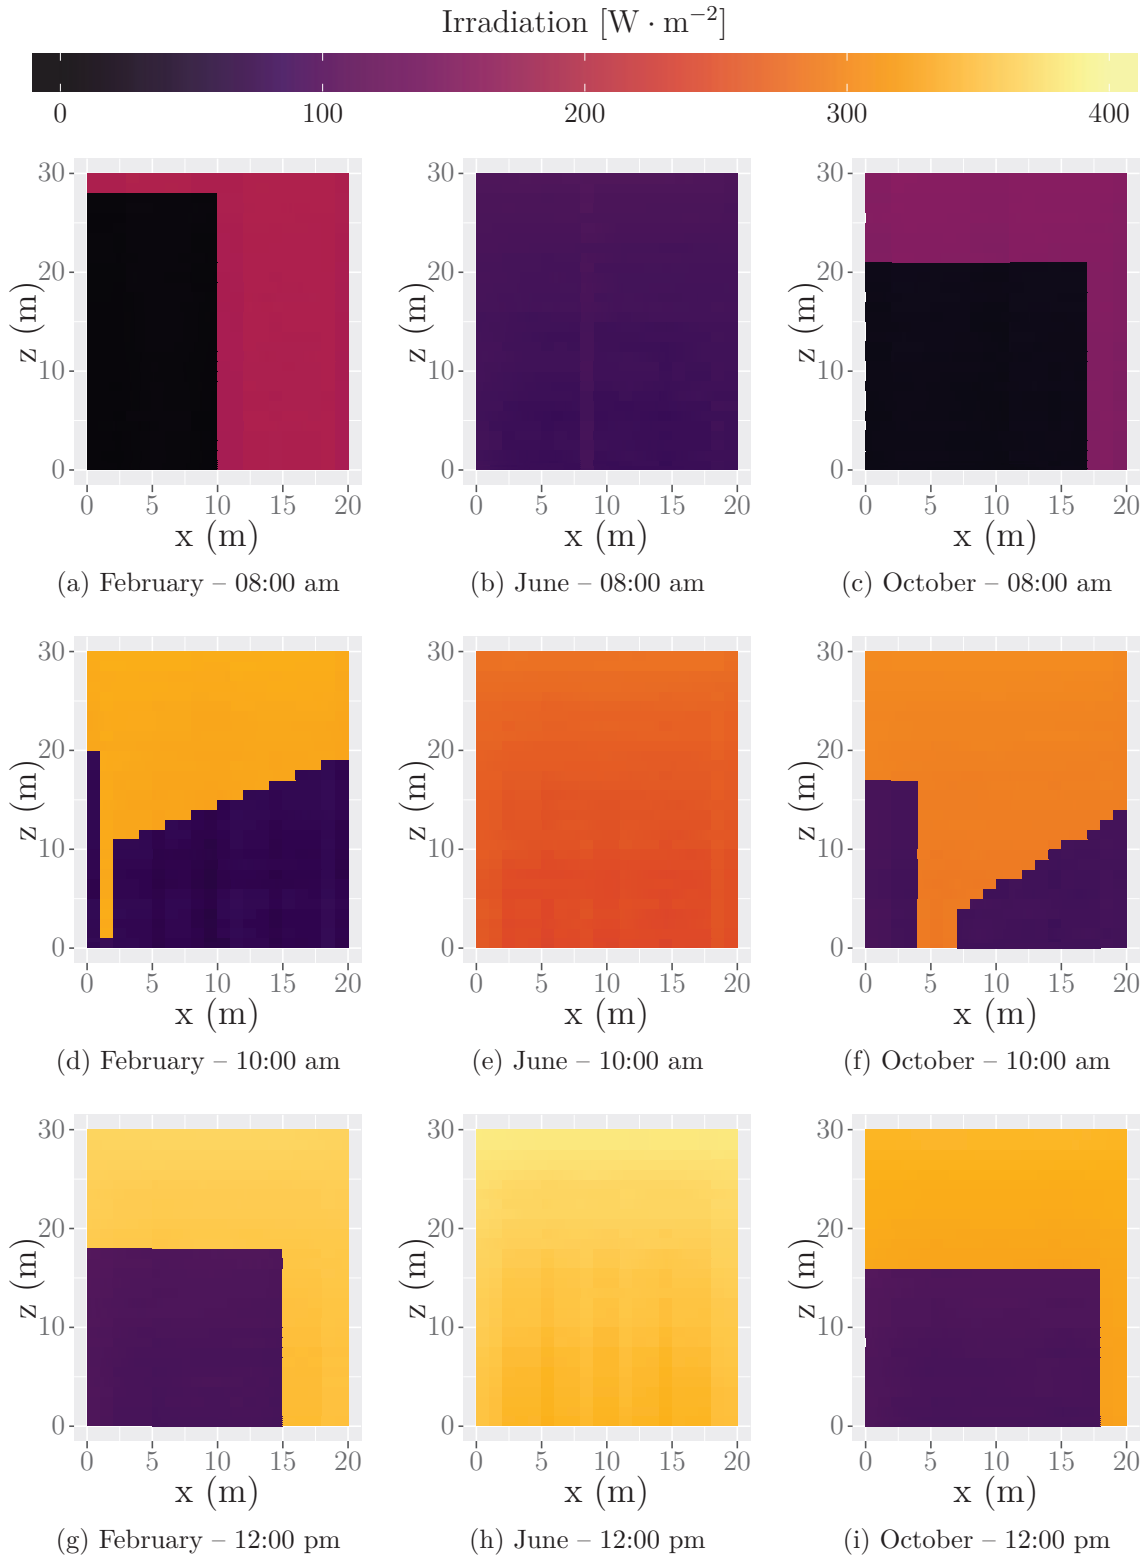 Irradiation [W · m⁻²]
0 100 200 300 400
30 20 10 0 z (m)
0 5 10 15 20
x (m)
(a) February – 08:00 am
30 20 10 0 z (m)
0 5 10 15 20
x (m)
(b) June – 08:00 am
30 20 10 0 z (m)
0 5 10 15 20
x (m)
(c) October – 08:00 am
30 20 10 0 z (m)
0 5 10 15 20
x (m)
(d) February – 10:00 am
30 20 10 0 z (m)
0 5 10 15 20
x (m)
(e) June – 10:00 am
30 20 10 0 z (m)
0 5 10 15 20
x (m)
(f) October – 10:00 am
30 20 10 0 z (m)
0 5 10 15 20
x (m)
(g) February – 12:00 pm
30 20 10 0 z (m)
0 5 10 15 20
x (m)
(h) June – 12:00 pm
30 20 10 0 z (m)
0 5 10 15 20
x (m)
(i) October – 12:00 pm